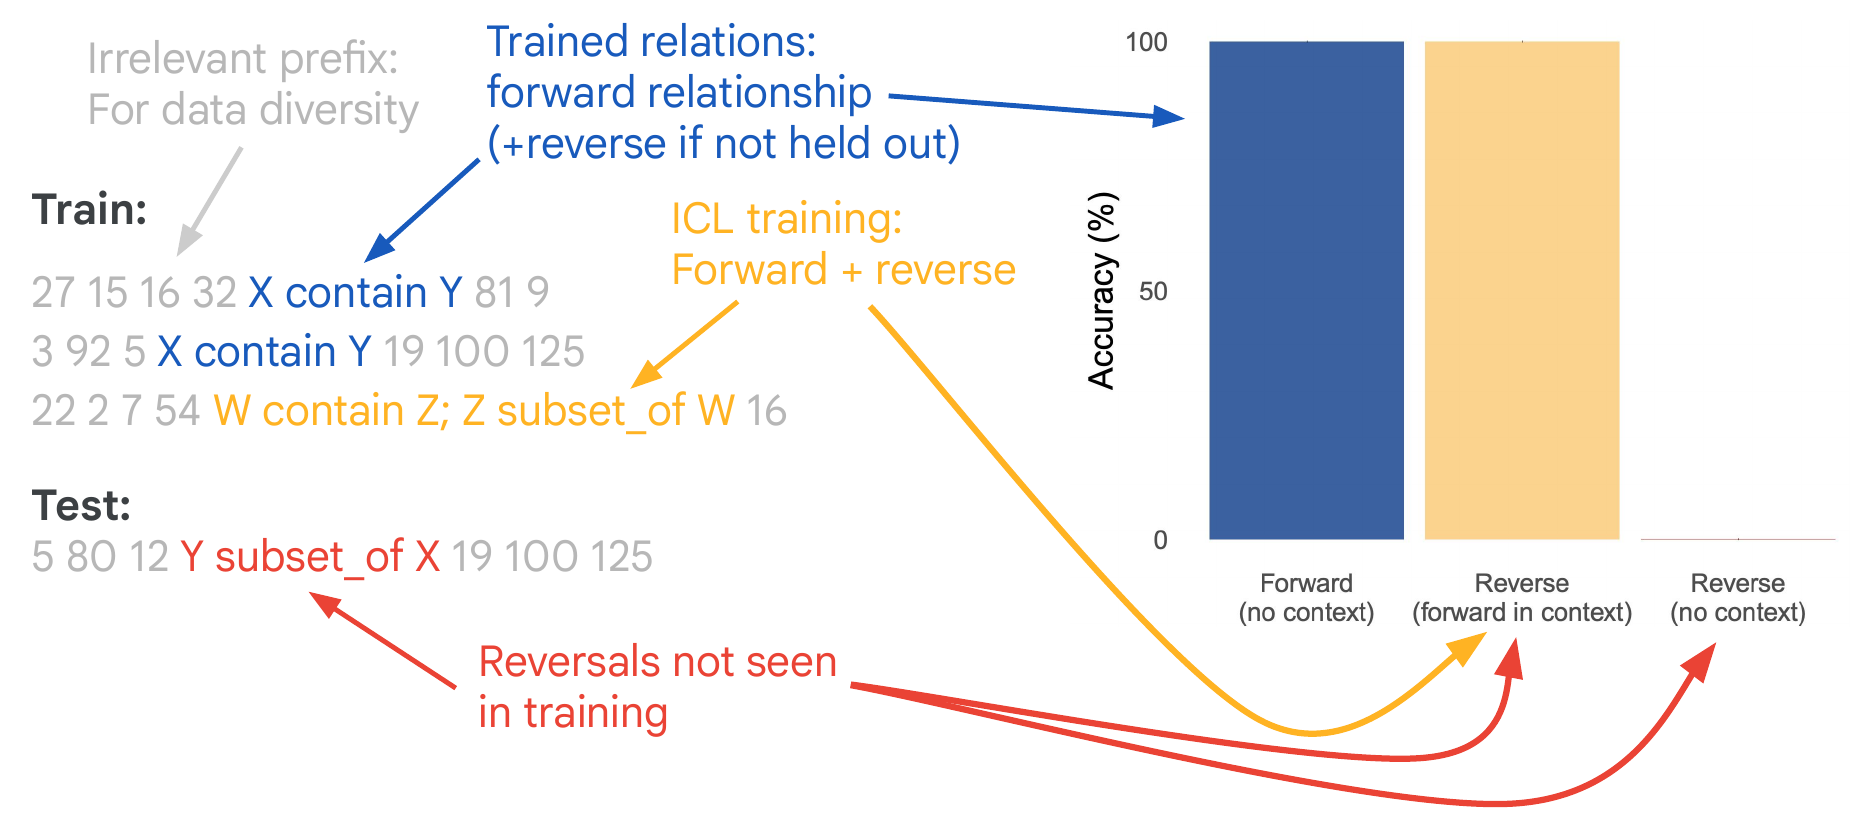 Irrelevant prefix:
For data diversity
Trained relations:
forward relationship
(+reverse if not held out)
Train:
ICL training:
Forward + reverse
27 15 16 32 X contain Y 81 9
3 92 5 X contain Y 19 100 125
22 2 7 54 W contain Z; Z subset_of W 16
Test:
5 80 12 Y subset_of X 19 100 125
Reversals not seen
in training
Accuracy (%)
100
50
0
Forward
(no context)
Reverse
(forward in context)
Reverse
(no context)